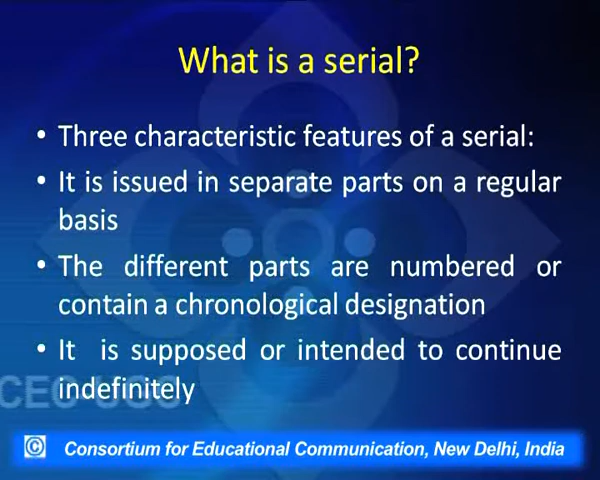 What is a serial?
• Three characteristic features of a serial:
• It is issued in separate parts on a regular
basis
• The different parts are numbered or
contain a chronological designation
• It is supposed or intended to continue
indefinitely
CEC UGC
© Consortium for Educational Communication, New Delhi, India